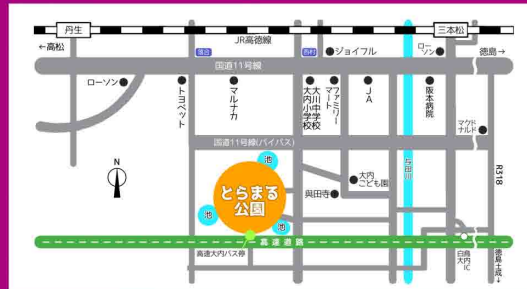 丹生
三本松
←高松
JR高徳線
徳島→
落合
西村
ジョイフル
ローソン
国道11号線
ローソン
トヨペット
マルナカ
大内小学校
大川中学校
ファミリーマート
JA
阪本病院
マクドナルド
国道11号線(バイパス)
池
N
とらまる
公園
大内
こども園
與田寺
与田川
R318
池
池
高速道路
高速大内バス停
白鳥
大内IC
徳島土成→